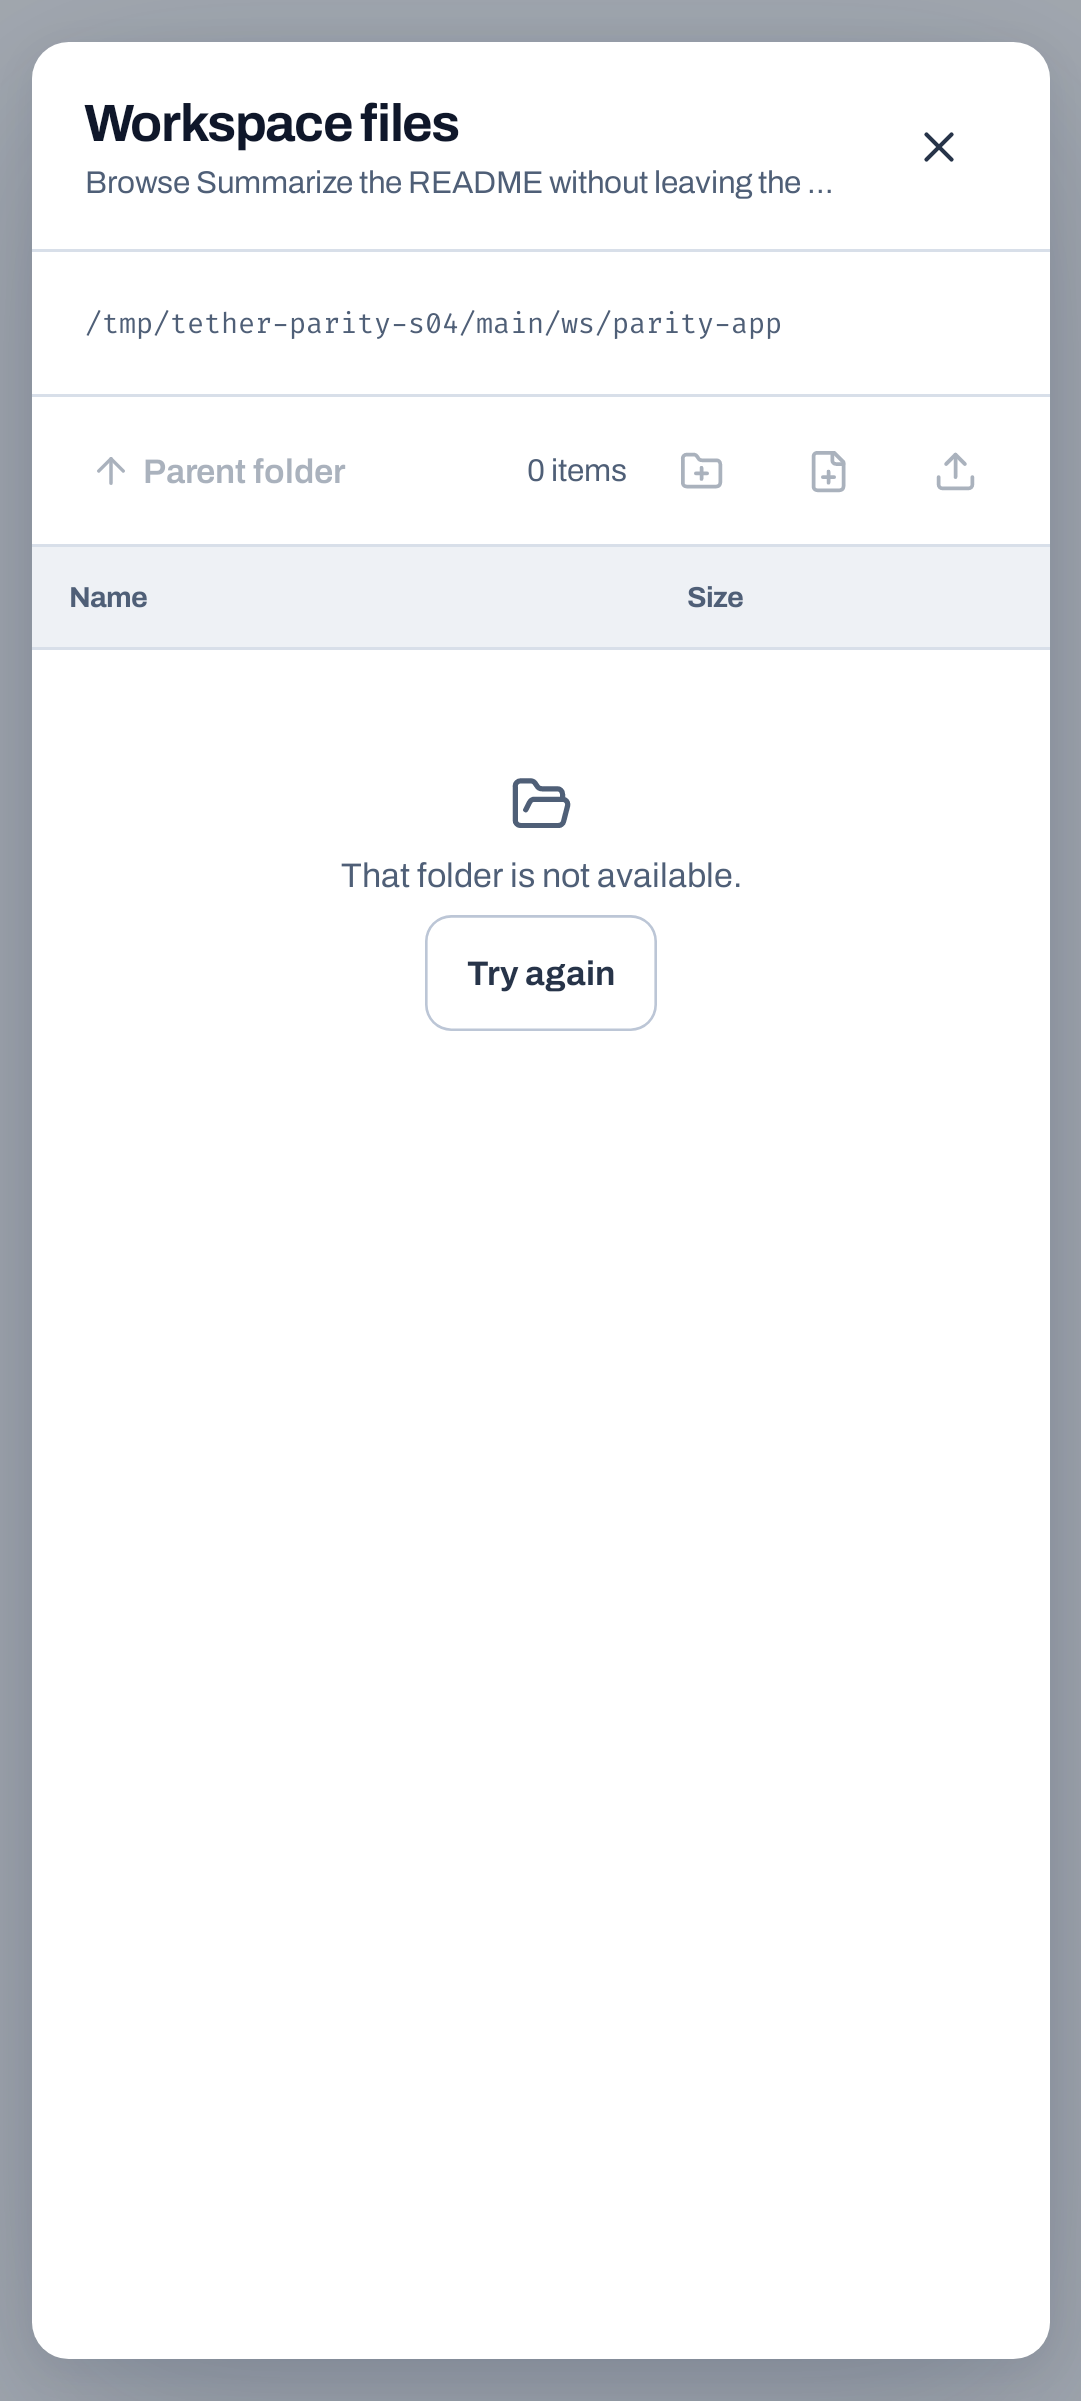 Workspace files
Browse Summarize the README without leaving the ...
/tmp/tether-parity-s04/main/ws/parity-app
Parent folder
0 items
Name
Size
That folder is not available.
Try again